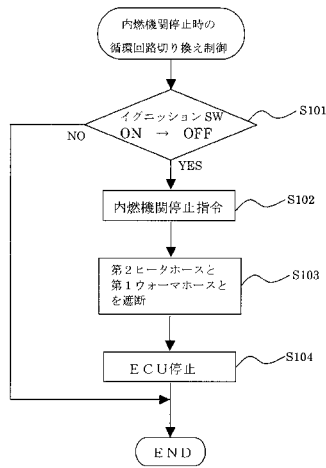 内燃機関停止時の
循環回路切り換え制御
イグニッションSW
ON → OFF
S101
NO
YES
内燃機関停止指令
S102
第2ヒータホースと
第1ウォーマホースと
を遮断
S103
ECU停止
S104
END